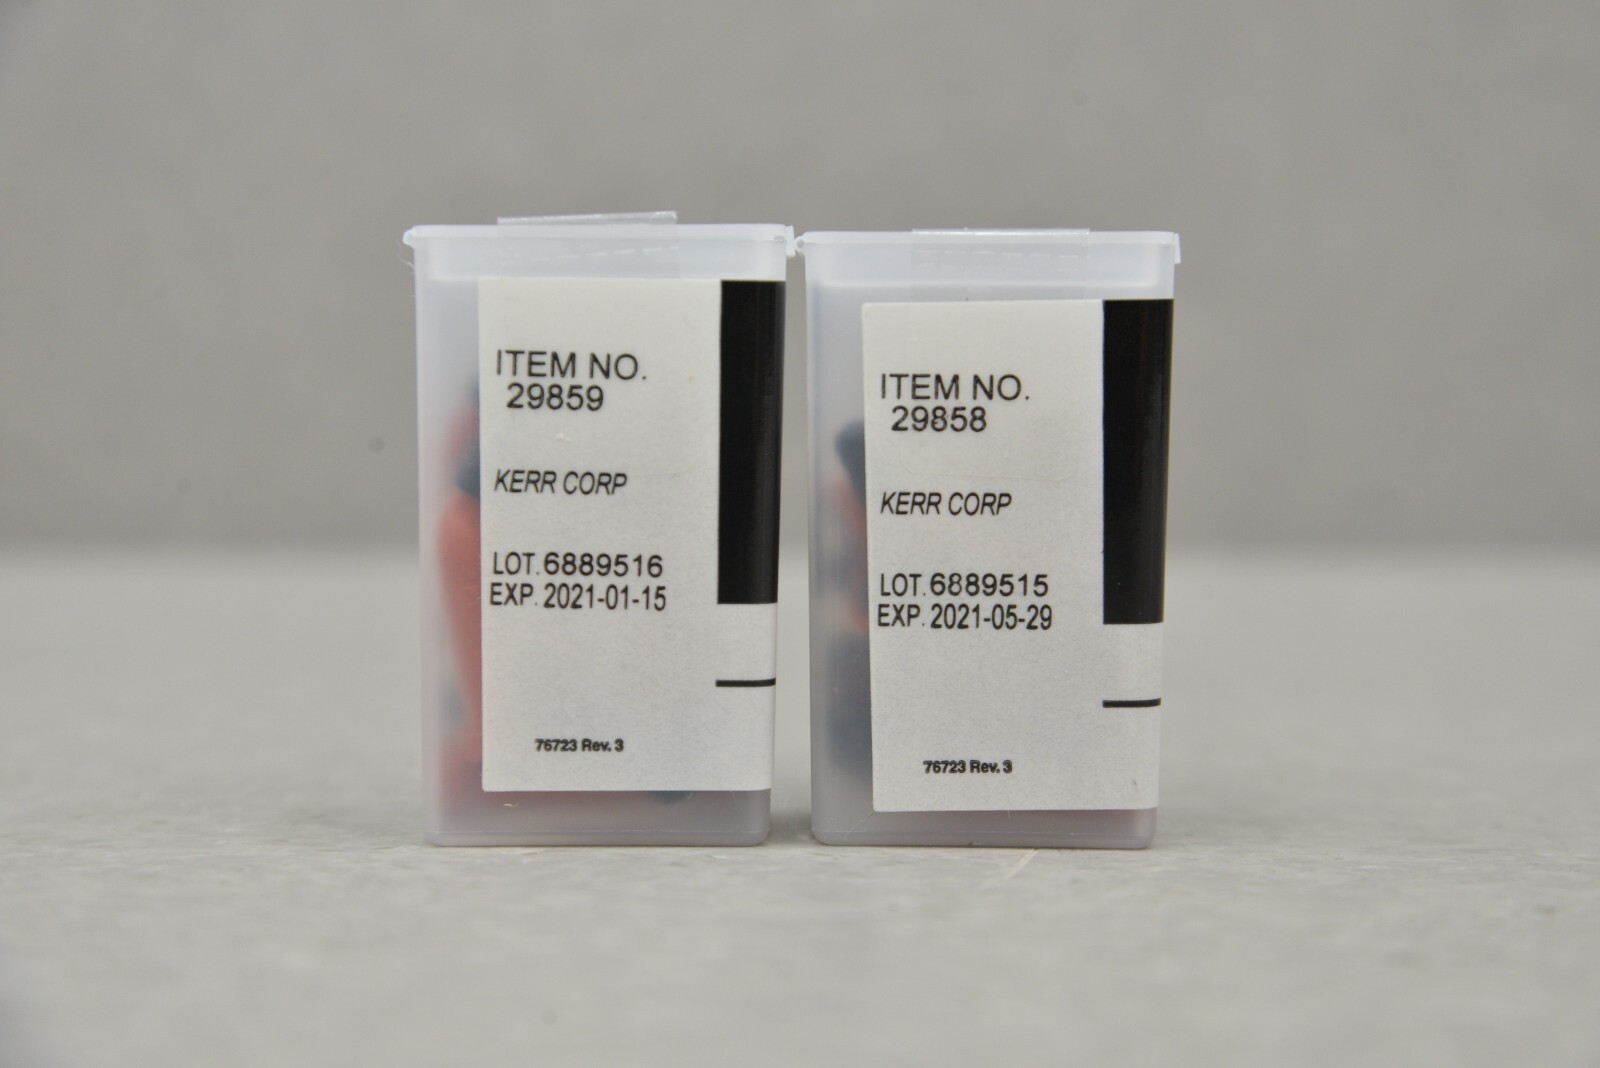 ITEM NO.
29859
KERR CORP
LOT. 6889516
EXP. 2021-01-15
76723 Rev. 3
ITEM NO.
29858
KERR CORP
LOT. 6889515
EXP. 2021-05-29
76723 Rev. 3